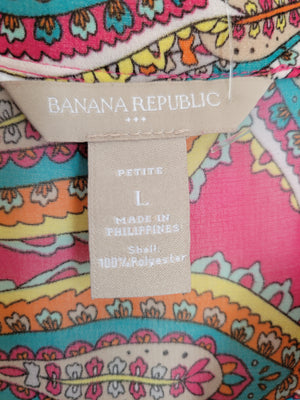 BANANA REPUBLIC
PETITE
L
MADE IN
PHILIPPINES
Shell:
100% Polyester